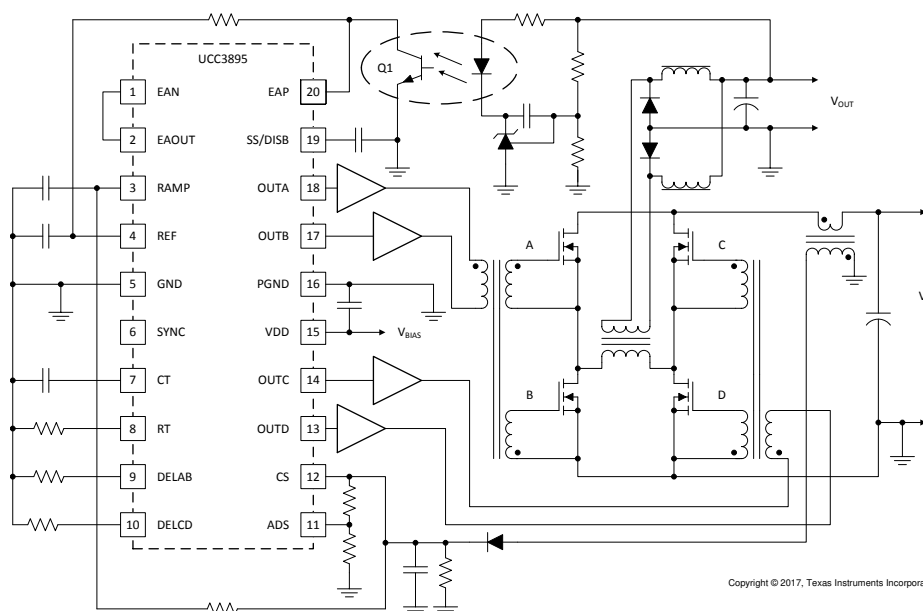 UCC3895
Q1
1 EAN EAP 20
2 EAOUT SS/DISB 19
3 RAMP OUTA 18
4 REF OUTB 17
5 GND PGND 16
6 SYNC VDD 15
7 CT OUTC 14
8 RT OUTD 13
9 DELAB CS 12
10 DELCD ADS 11
VBIAS
VOUT
A
C
B
D
V
Copyright © 2017, Texas Instruments Incorpora